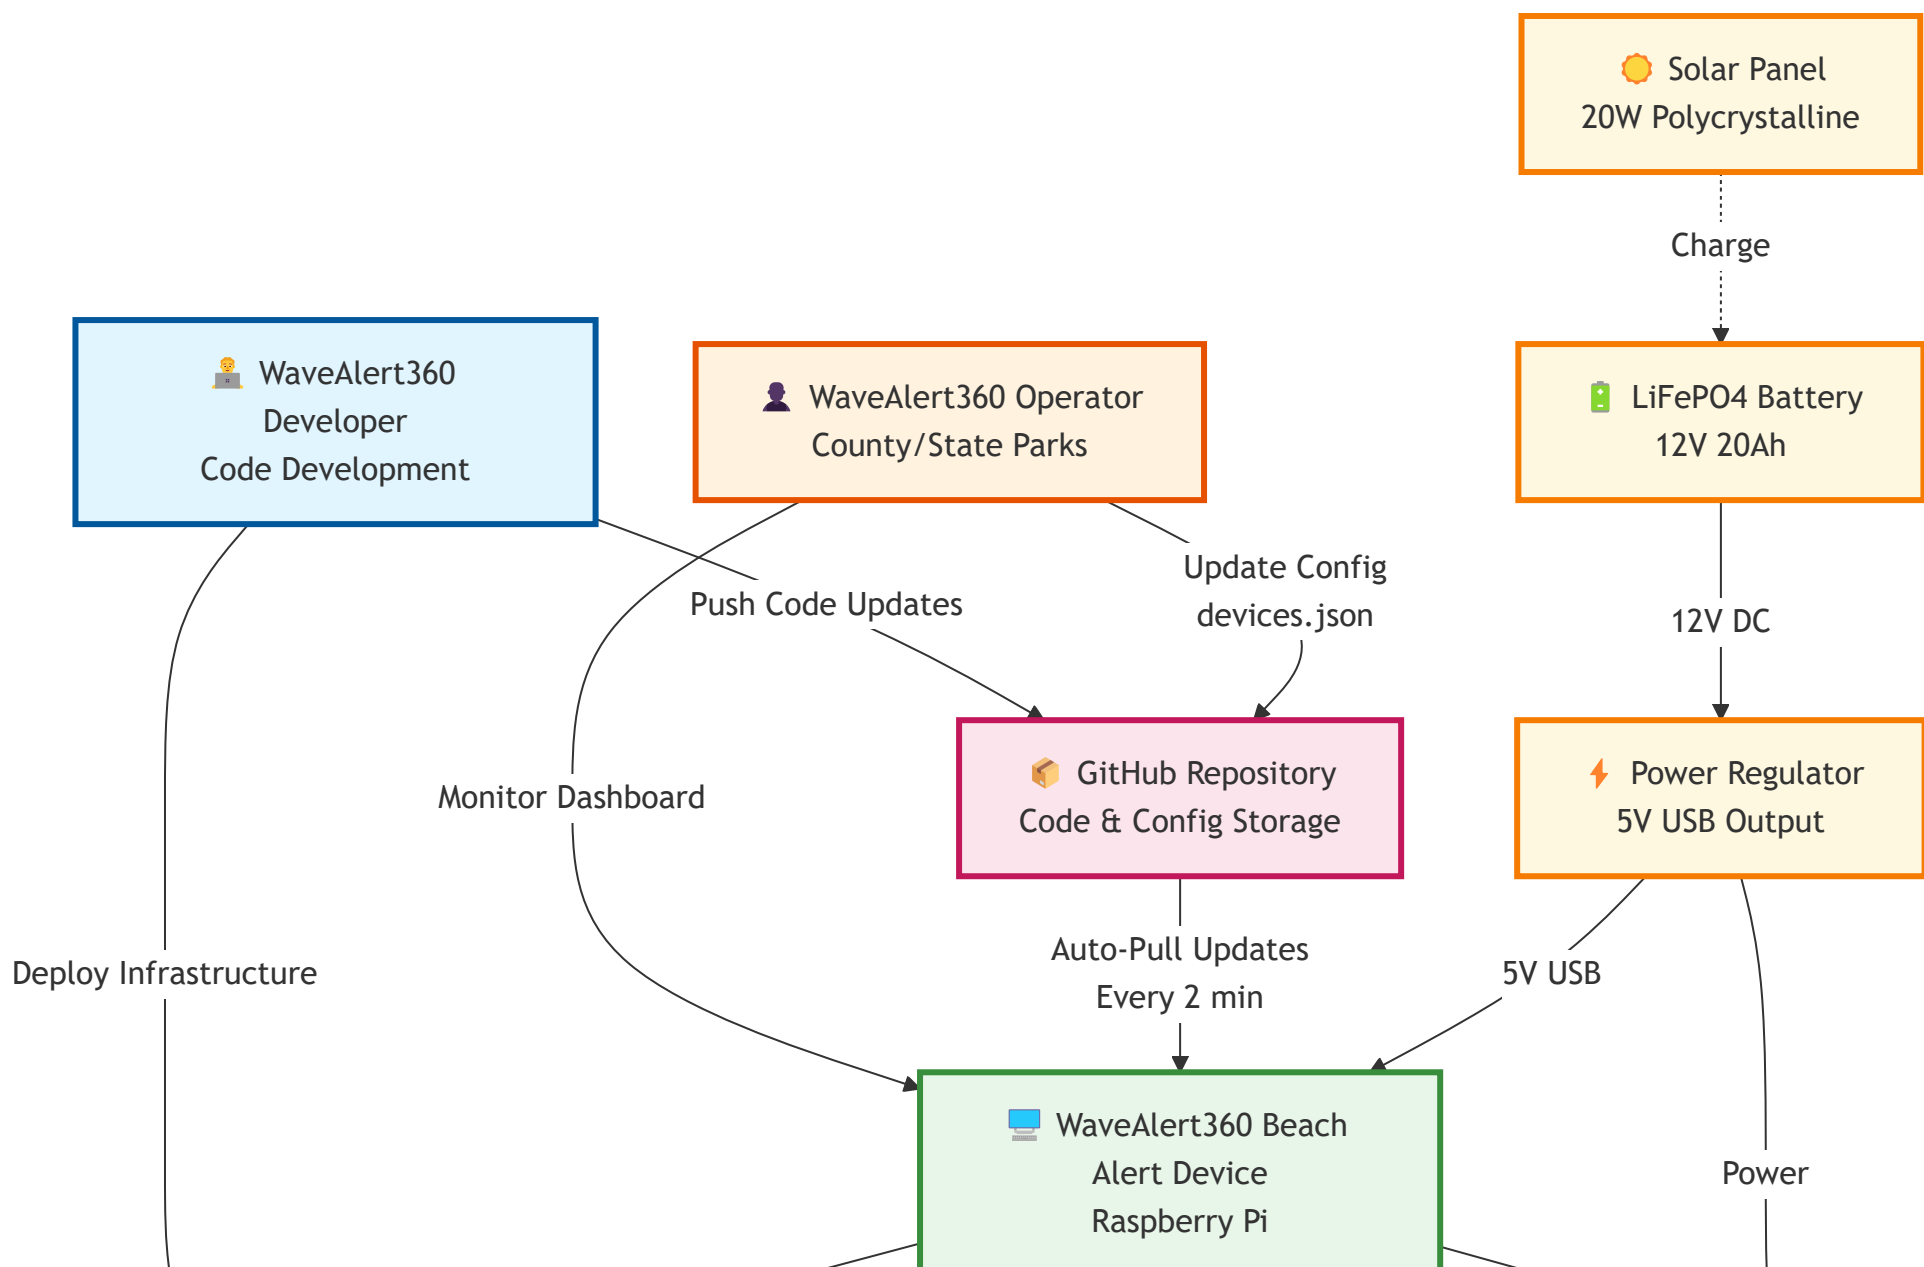 Solar Panel
20W Polycrystalline
Charge
WaveAlert360
Developer
Code Development
WaveAlert360 Operator
County/State Parks
LiFePO4 Battery
12V 20Ah
Push Code Updates
Update Config
devices.json
12V DC
Monitor Dashboard
GitHub Repository
Code & Config Storage
Power Regulator
5V USB Output
Deploy Infrastructure
Auto-Pull Updates
Every 2 min
5V USB
WaveAlert360 Beach
Alert Device
Raspberry Pi
Power